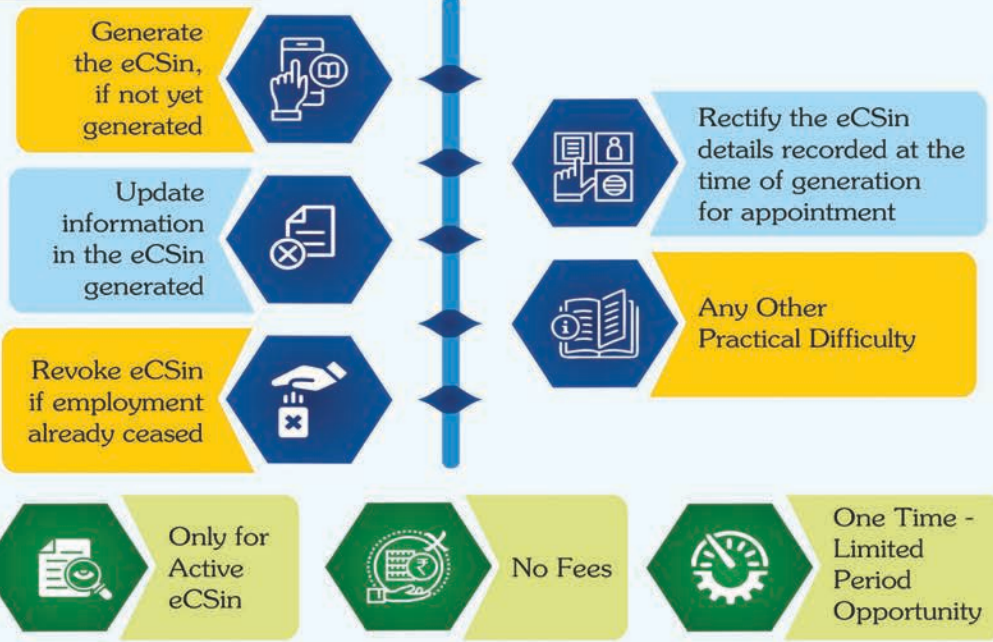 Generate
the eCSin,
if not yet
generated
Rectify the eCSin
details recorded at the
time of generation
for appointment
Update
information
in the eCSin
generated
Any Other
Practical Difficulty
Revoke eCSin
if employment
already ceased
Only for
Active
eCSin
No Fees
One Time -
Limited
Period
Opportunity